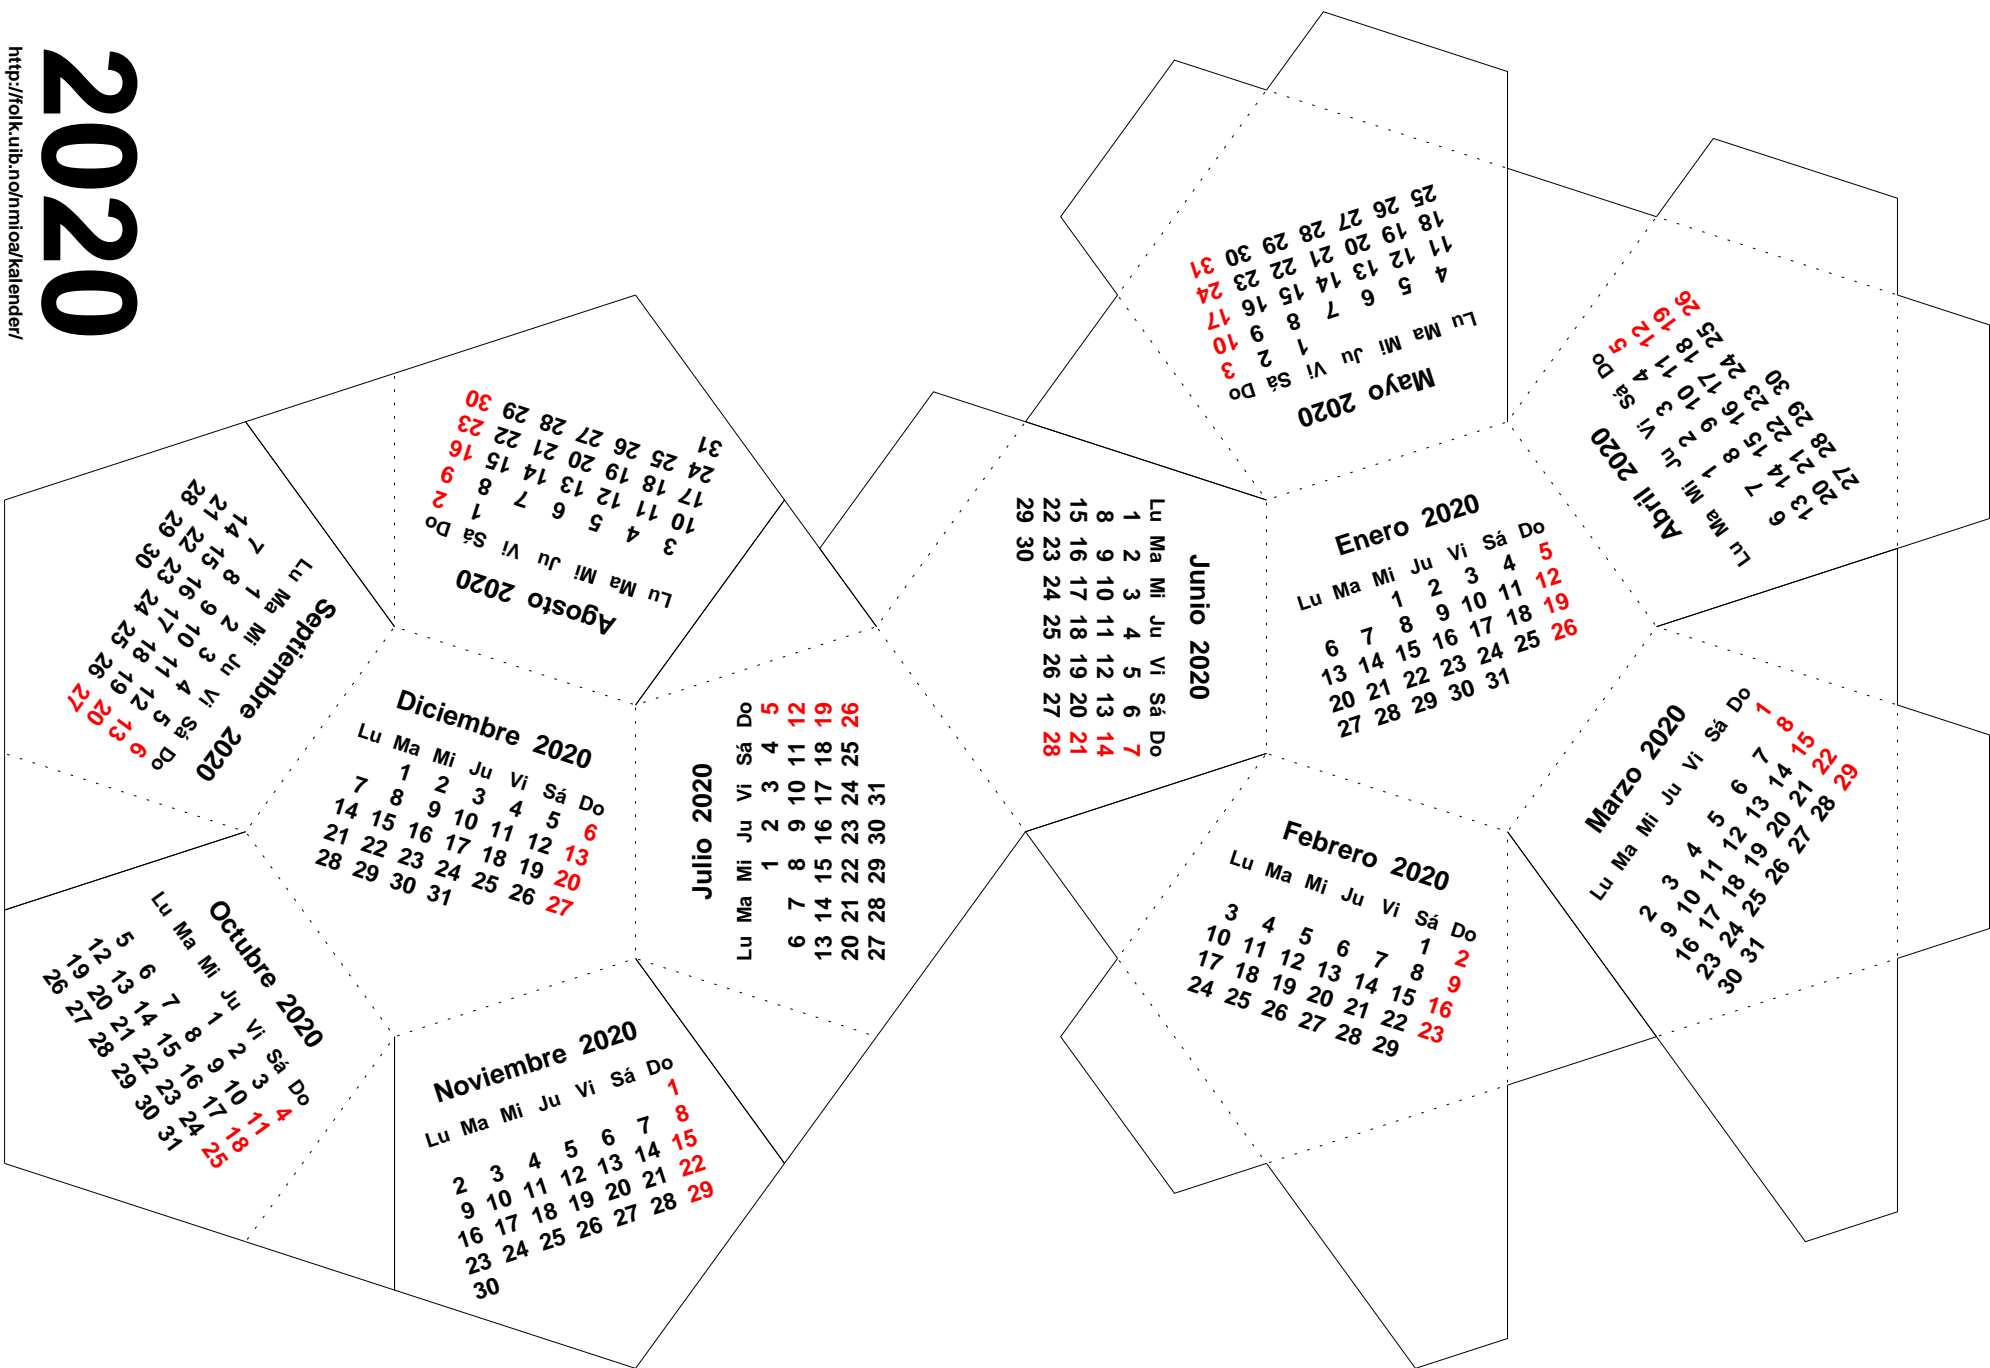 2020
http://folk.uib.no/nmioa/kalender/
Enero 2020
Lu Ma Mi Ju Vi Sá Do
1 2 3 4 5
6 7 8 9 10 11 12
13 14 15 16 17 18 19
20 21 22 23 24 25 26
27 28 29 30 31
Febrero 2020
Lu Ma Mi Ju Vi Sá Do
1 2
3 4 5 6 7 8 9
10 11 12 13 14 15 16
17 18 19 20 21 22 23
24 25 26 27 28 29
Marzo 2020
Lu Ma Mi Ju Vi Sá Do
1
2 3 4 5 6 7 8
9 10 11 12 13 14 15
16 17 18 19 20 21 22
23 24 25 26 27 28 29
30 31
Abril 2020
Lu Ma Mi Ju Vi Sá Do
1 2 3 4 5
6 7 8 9 10 11 12
13 14 15 16 17 18 19
20 21 22 23 24 25 26
27 28 29 30
Mayo 2020
Lu Ma Mi Ju Vi Sá Do
1 2 3
4 5 6 7 8 9 10
11 12 13 14 15 16 17
18 19 20 21 22 23 24
25 26 27 28 29 30 31
Junio 2020
Lu Ma Mi Ju Vi Sá Do
1 2 3 4 5 6 7
8 9 10 11 12 13 14
15 16 17 18 19 20 21
22 23 24 25 26 27 28
29 30
Julio 2020
Lu Ma Mi Ju Vi Sá Do
1 2 3 4 5
6 7 8 9 10 11 12
13 14 15 16 17 18 19
20 21 22 23 24 25 26
27 28 29 30 31
Agosto 2020
Lu Ma Mi Ju Vi Sá Do
1 2
3 4 5 6 7 8 9
10 11 12 13 14 15 16
17 18 19 20 21 22 23
24 25 26 27 28 29 30
31
Septiembre 2020
Lu Ma Mi Ju Vi Sá Do
1 2 3 4 5 6
7 8 9 10 11 12 13
14 15 16 17 18 19 20
21 22 23 24 25 26 27
28 29 30
Octubre 2020
Lu Ma Mi Ju Vi Sá Do
1 2 3 4
5 6 7 8 9 10 11
12 13 14 15 16 17 18
19 20 21 22 23 24 25
26 27 28 29 30 31
Noviembre 2020
Lu Ma Mi Ju Vi Sá Do
1
2 3 4 5 6 7 8
9 10 11 12 13 14 15
16 17 18 19 20 21 22
23 24 25 26 27 28 29
30
Diciembre 2020
Lu Ma Mi Ju Vi Sá Do
1 2 3 4 5 6
7 8 9 10 11 12 13
14 15 16 17 18 19 20
21 22 23 24 25 26 27
28 29 30 31